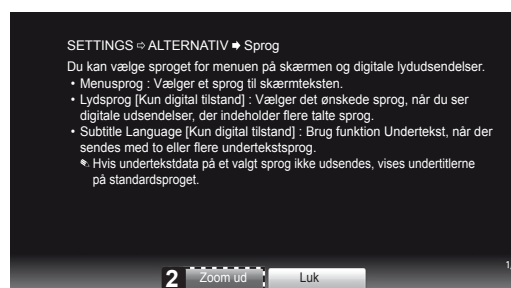 SETTINGS ⇨ ALTERNATIV ➡ Sprog
Du kan vælge sproget for menuen på skærmen og digitale lydudsendelser.
• Menusprog : Vælger et sprog til skærmteksten.
• Lydsprog [Kun digital tilstand] : Vælger det ønskede sprog, når du ser
digitale udsendelser, der indeholder flere talte sprog.
• Subtitle Language [Kun digital tilstand] : Brug funktion Undertekst, når der
sendes med to eller flere undertekstsprog.
✎ Hvis undertekstdata på et valgt sprog ikke udsendes, vises undertitlerne
på standardsproget.
2 Zoom ud Luk